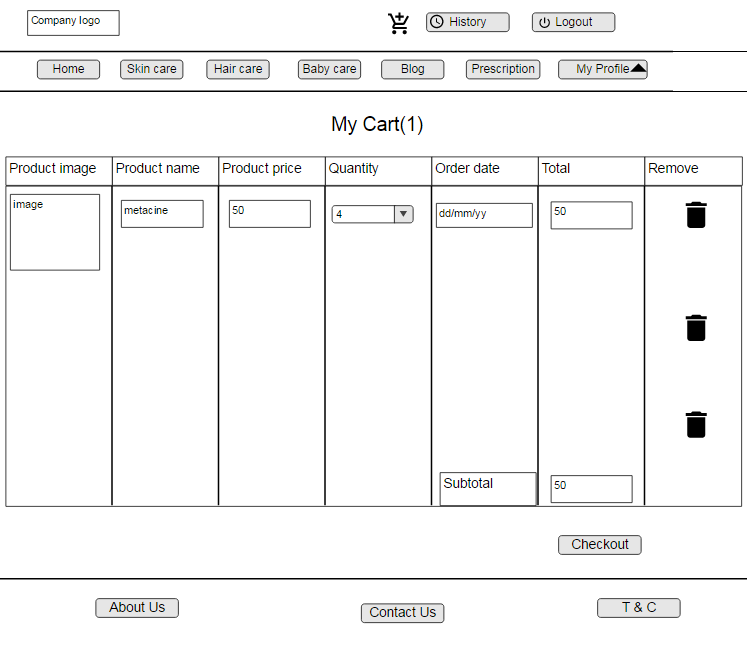 Company logo
History
Logout
Home
Skin care
Hair care
Baby care
Blog
Prescription
My Profile
My Cart(1)
Product image
Product name
Product price
Quantity
Order date
Total
Remove
image
metacine
50
4
dd/mm/yy
50
Subtotal
50
Checkout
About Us
Contact Us
T & C